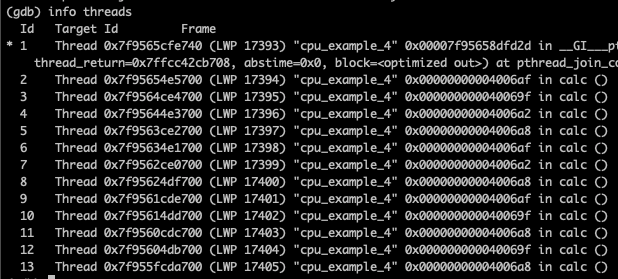 (gdb) info threads
Id Target Id Frame
* 1 Thread 0x7f9565cfe740 (LWP 17393) "cpu_example_4" 0x00007f95658dfd2d in __GI___pt
thread_return=0x7ffcc42cb708, abstime=0x0, block=<optimized out>) at pthread_join_co
2 Thread 0x7f95654e5700 (LWP 17394) "cpu_example_4" 0x00000000004006af in calc ()
3 Thread 0x7f9564ce4700 (LWP 17395) "cpu_example_4" 0x000000000040069f in calc ()
4 Thread 0x7f95644e3700 (LWP 17396) "cpu_example_4" 0x00000000004006a2 in calc ()
5 Thread 0x7f9563ce2700 (LWP 17397) "cpu_example_4" 0x00000000004006a8 in calc ()
6 Thread 0x7f95634e1700 (LWP 17398) "cpu_example_4" 0x00000000004006af in calc ()
7 Thread 0x7f9562ce0700 (LWP 17399) "cpu_example_4" 0x00000000004006a2 in calc ()
8 Thread 0x7f95624df700 (LWP 17400) "cpu_example_4" 0x00000000004006a8 in calc ()
9 Thread 0x7f9561cde700 (LWP 17401) "cpu_example_4" 0x00000000004006af in calc ()
10 Thread 0x7f95614dd700 (LWP 17402) "cpu_example_4" 0x000000000040069f in calc ()
11 Thread 0x7f9560cdc700 (LWP 17403) "cpu_example_4" 0x00000000004006a8 in calc ()
12 Thread 0x7f95604db700 (LWP 17404) "cpu_example_4" 0x000000000040069f in calc ()
13 Thread 0x7f955fcda700 (LWP 17405) "cpu_example_4" 0x00000000004006a8 in calc ()